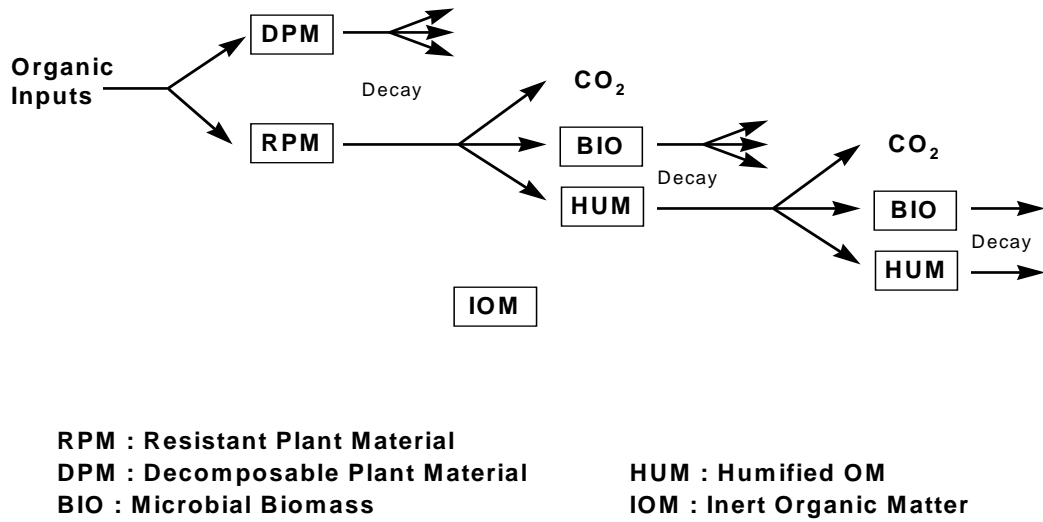 DPM
Organic
Inputs
Decay
CO₂
RPM
BIO
CO₂
Decay
HUM
BIO
Decay
HUM
IOM
RPM : Resistant Plant Material
DPM : Decomposable Plant Material
HUM : Humified OM
BIO : Microbial Biomass
IOM : Inert Organic Matter